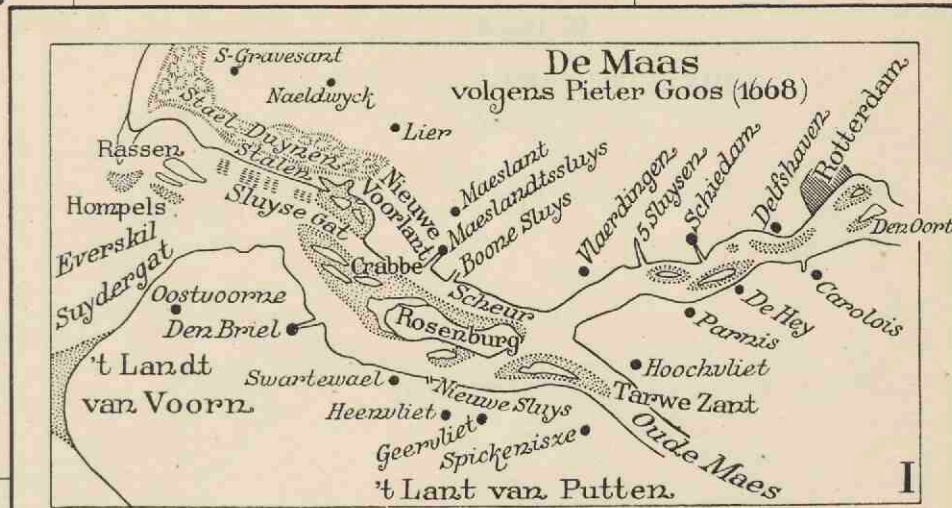 De Maas
volgens Pieter Goos (1668)
S-Gravesant
Naeldwyck
Lier
Stael-Duynen
Stalen
Rassen
Hompels
Sluyse Gat
Nieuwe
Voorlant
Maeslant
Maeslandtssluys
Boone Sluys
Vlaerdingen
5 Sluysen
Schiedam
Delfshaven
Rotterdam
Den Oort
Everskil
Suydergat
Crabbe
Scheur
Oostvoorne
Den Briel
Rosenburg
De Hey
Carolois
Parnis
Hoochvliet
't Landt
van Voorn
Swartewael
Nieuwe Sluys
Tarwe Zant
Heenvliet
Geervliet
Spickenisze
Oude Maes
't Lant van Putten
I